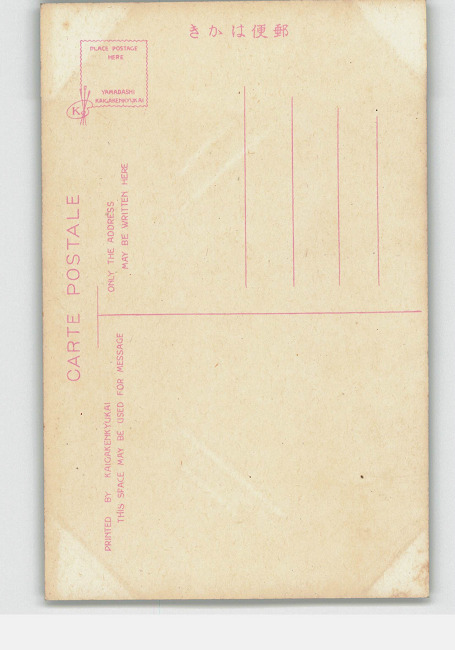 きかは便郵
PLACE POSTAGE
HERE
YAMADASHI
KAIGAKENKYUKAI
K
CARTE POSTALE
ONLY THE ADDRESS
MAY BE WRITTEN HERE
PRINTED BY KAIGAKENKYUKAI
THIS SPACE MAY BE USED FOR MESSAGE